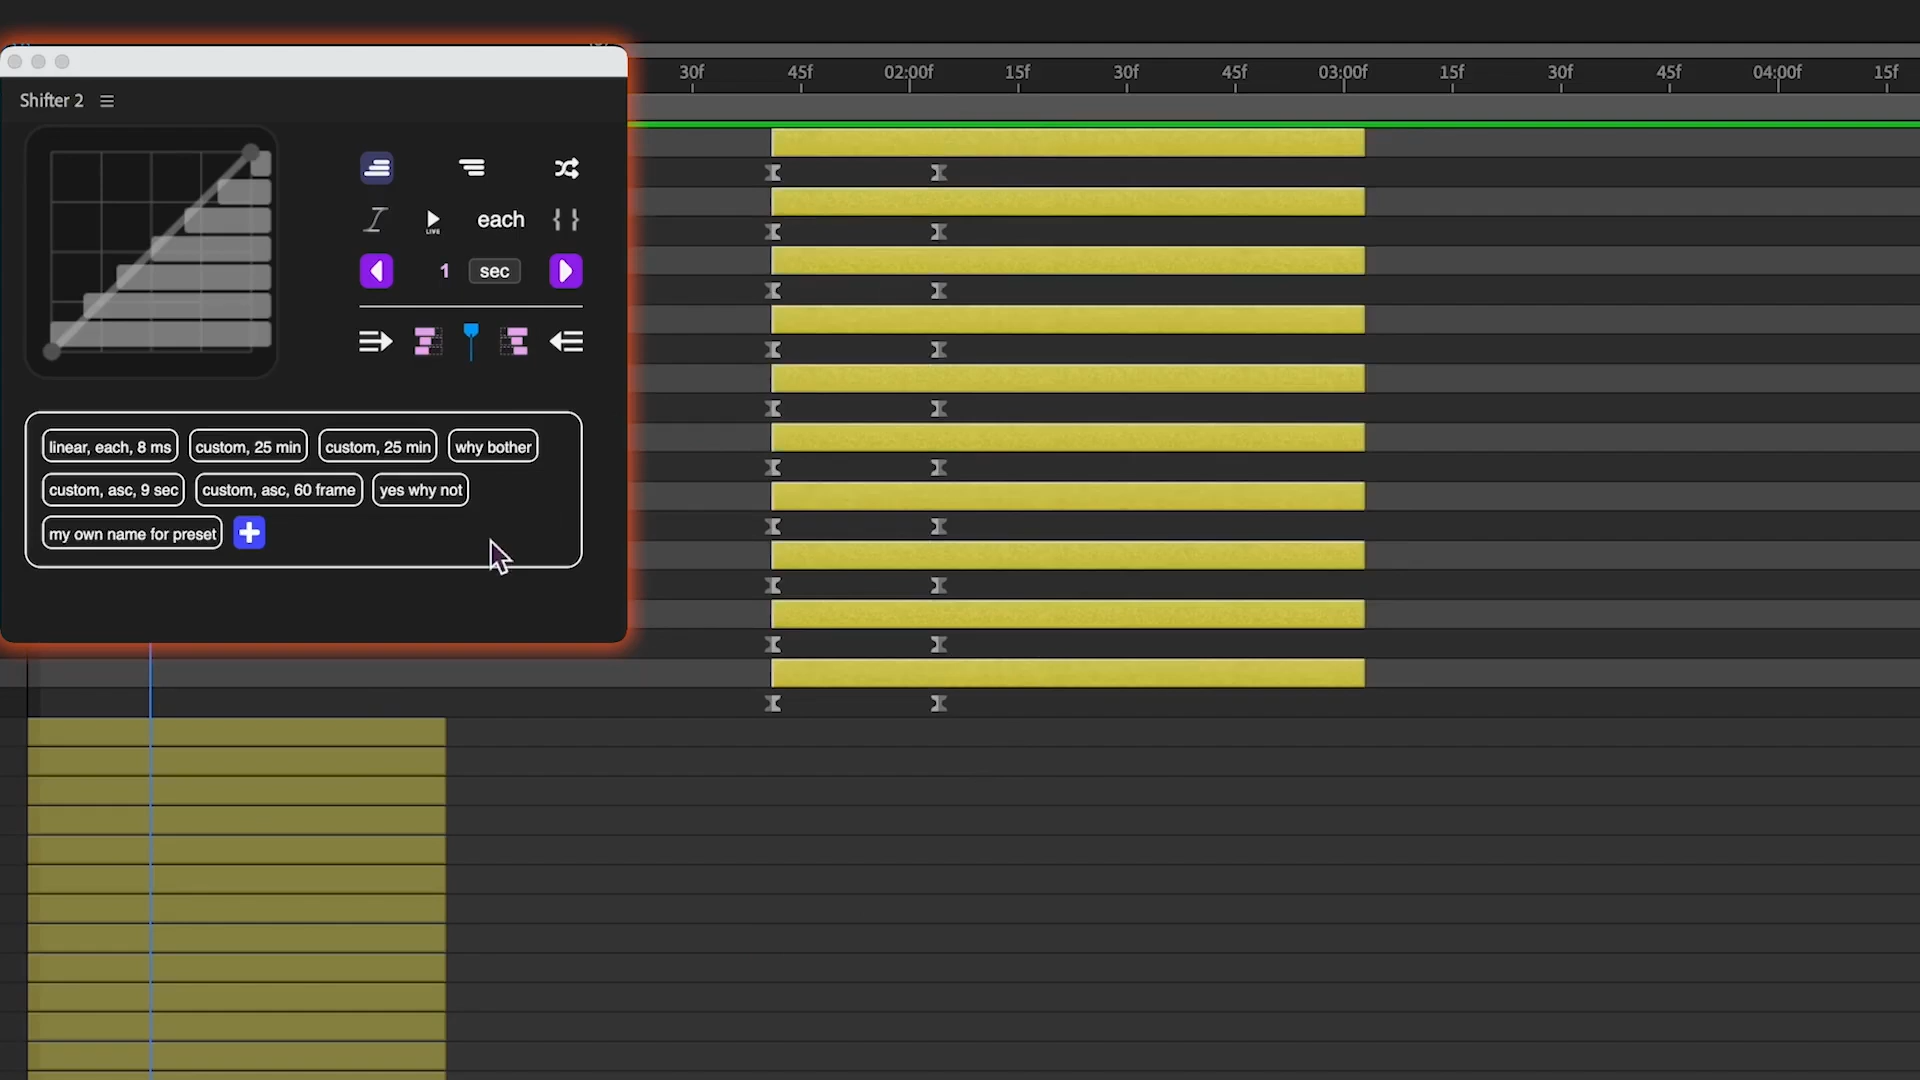 30f 45f 02:00f 15f 30f 45f 03:00f 15f 30f 45f 04:00f 15f
Shifter 2
LIVE each { }
1 sec
linear, each, 8 ms custom, 25 min custom, 25 min why bother
custom, asc, 9 sec custom, asc, 60 frame yes why not
my own name for preset